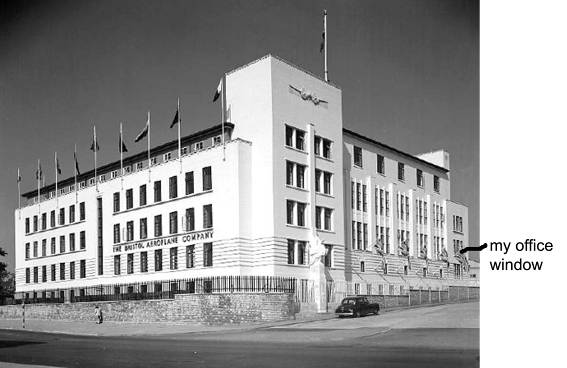 THE BRISTOL AEROPLANE COMPANY
my office
window